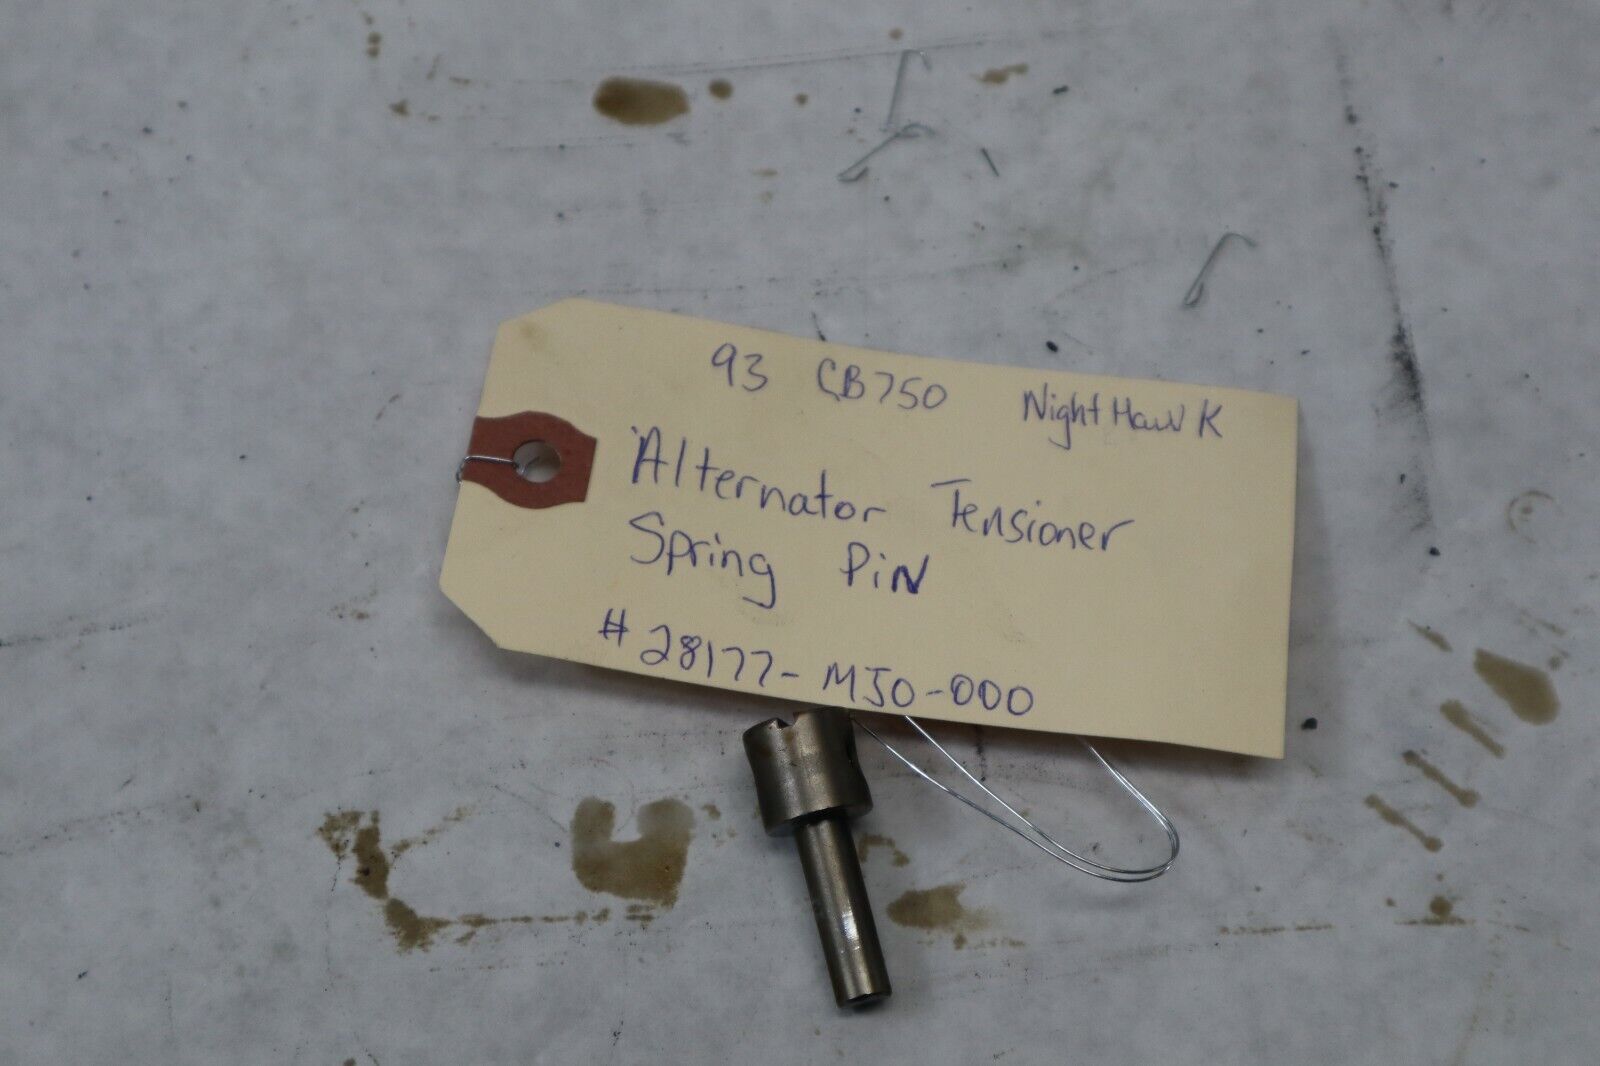 93 CB750 NightHawk
Alternator Tensioner
Spring PiN
#28177-MJ0-000